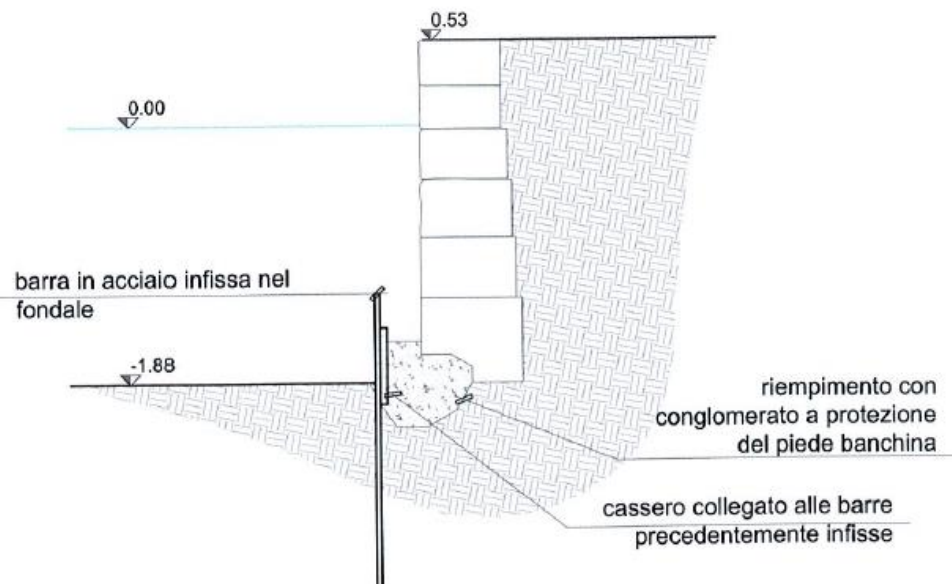 0.53
0.00
barra in acciaio infissa nel
fondale
-1.88
riempimento con
conglomerato a protezione
del piede banchina
cassero collegato alle barre
precedentemente infisse